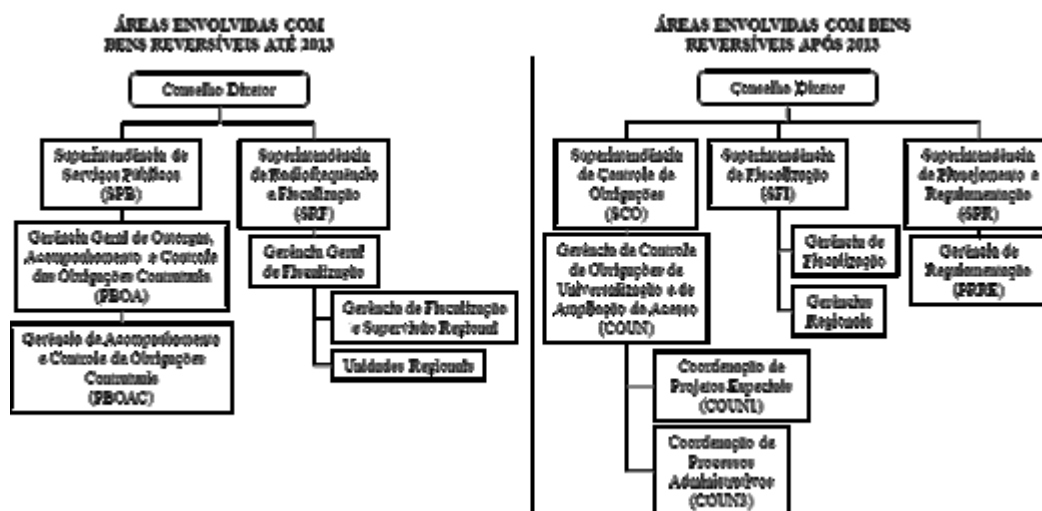 ÁREAS ENVOLVIDAS COM
BENS REVERSÍVEIS ATÉ 2013
Conselho Diretor
Superintendência de
Serviços Públicos
(SPB)
Superintendência
de Radiofrequência
e Fiscalização
(SRF)
Gerência Geral de Outorgas,
Acompanhamento e Controle
das Obrigações Contratuais
(PBOA)
Gerência Geral
de Fiscalização
Gerência de Fiscalização
e Supervisão Regional
Unidades Regionais
Gerência de Acompanhamento
e Controle de Obrigações
Contratuais
(PBOAC)
ÁREAS ENVOLVIDAS COM BENS
REVERSÍVEIS APÓS 2013
Conselho Diretor
Superintendência
de Controle de
Obrigações
(SCO)
Superintendência
de Fiscalização
(SFI)
Superintendência
de Planejamento e
Regulamentação
(SPR)
Gerência de Controle
de Obrigações de
Universalização e de
Ampliação do Acesso
(COUN)
Gerência de
Fiscalização
Gerências
Regionais
Gerência de
Regulamentação
(PRRE)
Coordenação de
Projetos Especiais
(COUN1)
Coordenação de
Processos
Administrativos
(COUN3)